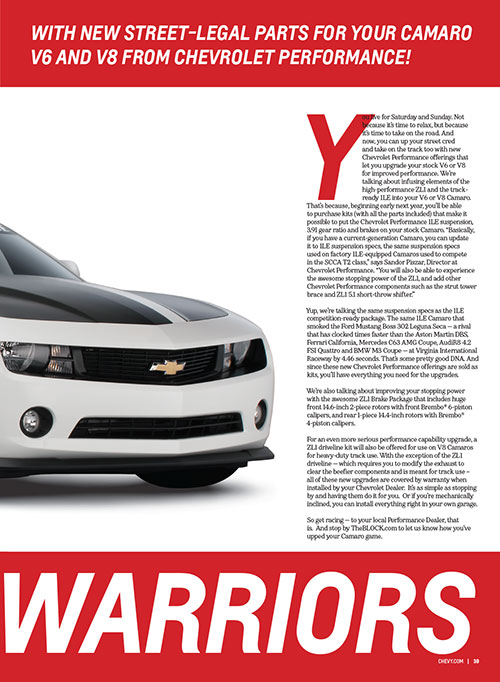 WITH NEW STREET-LEGAL PARTS FOR YOUR CAMARO
V6 AND V8 FROM CHEVROLET PERFORMANCE!
You live for Saturday and Sunday. Not
because it's time to relax, but because
it's time to take on the road. And
now, you can up your street cred
and take on the track too with new
Chevrolet Performance offerings that
let you upgrade your stock V6 or V8
for improved performance. We're
talking about infusing elements of the
high-performance ZL1 and the track-
ready 1LE into your V6 or V8 Camaro.
That's because, beginning early next year, you'll be able
to purchase kits (with all the parts included) that make it
possible to put the Chevrolet Performance 1LE suspension,
3.91 gear ratio and brakes on your stock Camaro. "Basically,
if you have a current-generation Camaro, you can update
it to 1LE suspension specs, the same suspension specs
used on factory 1LE-equipped Camaros used to compete
in the SCCA T2 class," says Sandor Piszar, Director at
Chevrolet Performance. "You will also be able to experience
the awesome stopping power of the ZL1, and add other
Chevrolet Performance components such as the strut tower
brace and ZL1 5.1 short-throw shifter."
Yup, we're talking the same suspension specs as the 1LE
competition-ready package. The same 1LE Camaro that
smoked the Ford Mustang Boss 302 Leguna Seca — a rival
that has clocked times faster than the Aston Martin DBS,
Ferrari California, Mercedes C63 AMG Coupe, Audi R8 4.2
FSI Quattro and BMW M3 Coupe — at Virginia International
Raceway by 4.46 seconds. That's some pretty good DNA. And
since these new Chevrolet Performance offerings are sold as
kits, you'll have everything you need for the upgrades.
We're also talking about improving your stopping power
with the awesome ZL1 Brake Package that includes huge
front 14.6-inch 2-piece rotors with front Brembo® 6-piston
calipers, and rear 1-piece 14.4-inch rotors with Brembo®
4-piston calipers.
For an even more serious performance capability upgrade, a
ZL1 driveline kit will also be offered for use on V8 Camaros
for heavy-duty track use. With the exception of the ZL1
driveline — which requires you to modify the exhaust to
clear the beefier components and is meant for track use –
all of these new upgrades are covered by warranty when
installed by your Chevrolet Dealer. It's as simple as stopping
by and having them do it for you. Or if you're mechanically
inclined, you can install everything right in your own garage.
So get racing — to your local Performance Dealer, that
is. And stop by TheBLOCK.com to let us know how you've
upped your Camaro game.
WARRIORS
CHEVY.COM | 39